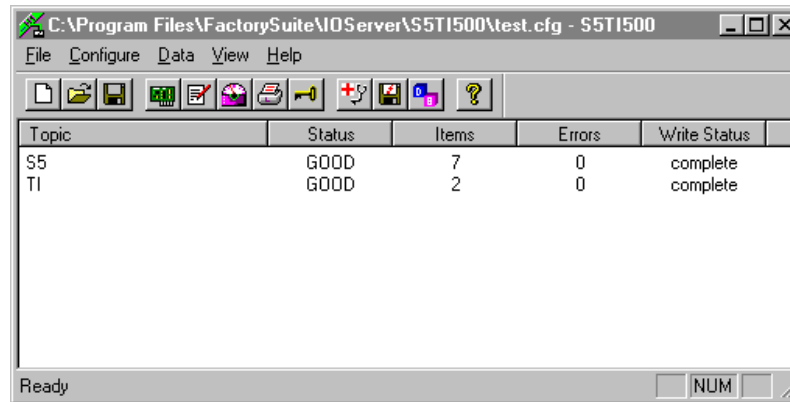 C:\Program Files\FactorySuite\IOServer\S5TI500\test.cfg - S5TI500
File Configure Data View Help
Topic Status Items Errors Write Status
S5 GOOD 7 0 complete
TI GOOD 2 0 complete
Ready NUM